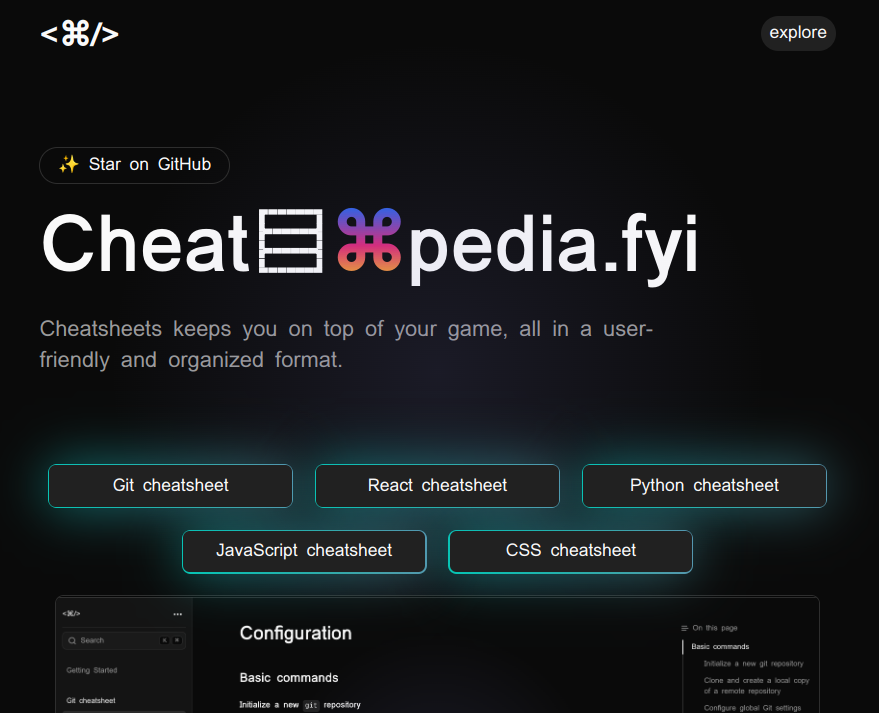 <⌘/>
explore
✨ Star on GitHub
Cheat⌘pedia.fyi
Cheatsheets keeps you on top of your game, all in a user-
friendly and organized format.
Git cheatsheet
React cheatsheet
Python cheatsheet
JavaScript cheatsheet
CSS cheatsheet
<⌘/>
Search
Getting Started
Git cheatsheet
Configuration
Basic commands
Initialize a new git repository
On this page
Basic commands
Initialize a new git repository
Clone and create a local copy
of a remote repository
Configure global Git settings